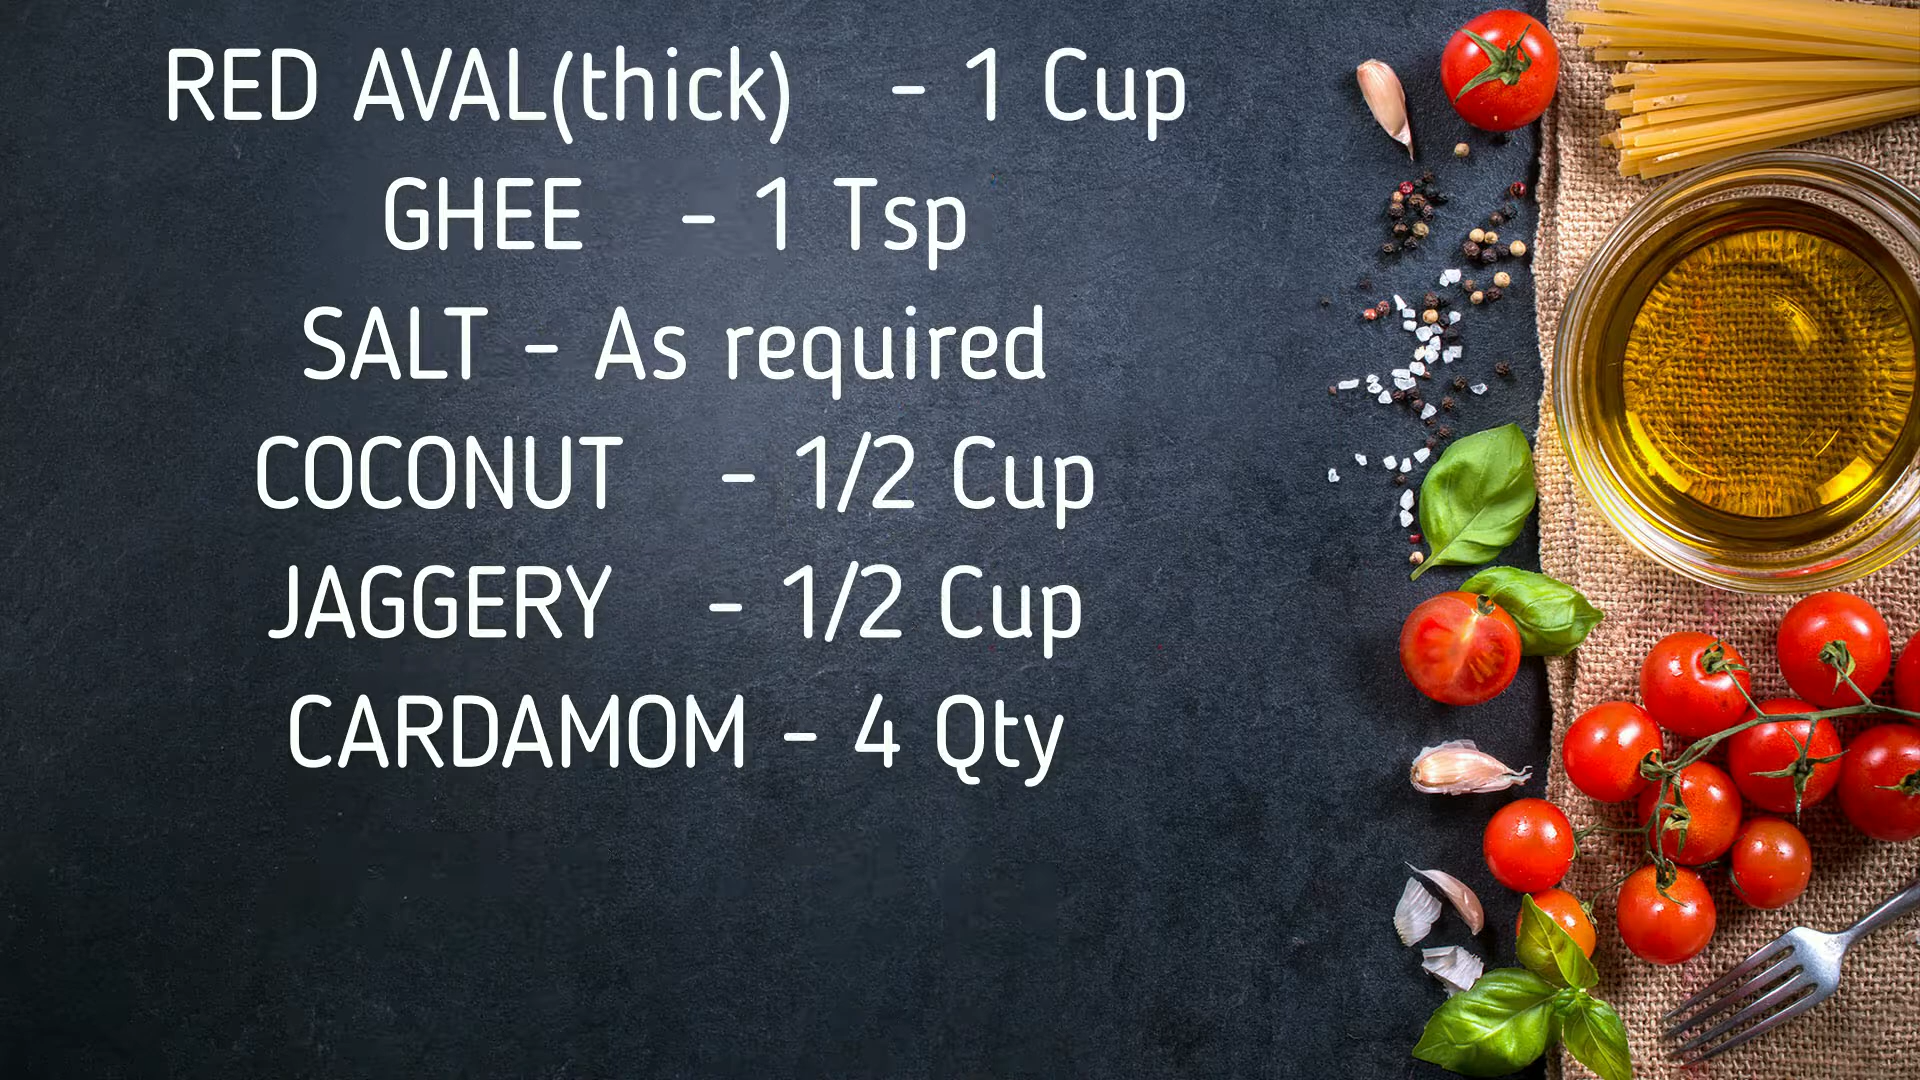 RED AVAL(thick) - 1 Cup
GHEE - 1 Tsp
SALT - As required
COCONUT - 1/2 Cup
JAGGERY - 1/2 Cup
CARDAMOM - 4 Qty